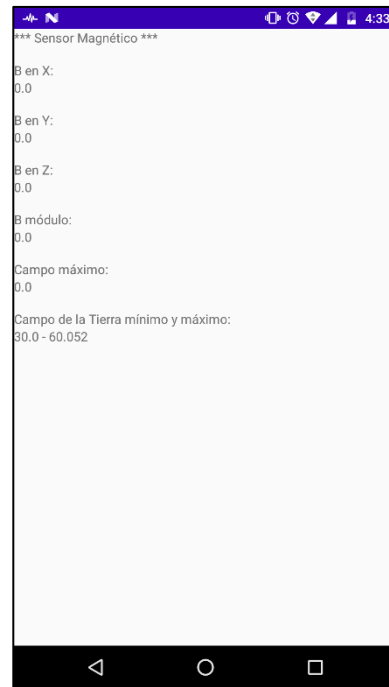 4:33
*** Sensor Magnético ***
B en X:
0.0
B en Y:
0.0
B en Z:
0.0
B módulo:
0.0
Campo máximo:
0.0
Campo de la Tierra mínimo y máximo:
30.0 - 60.052